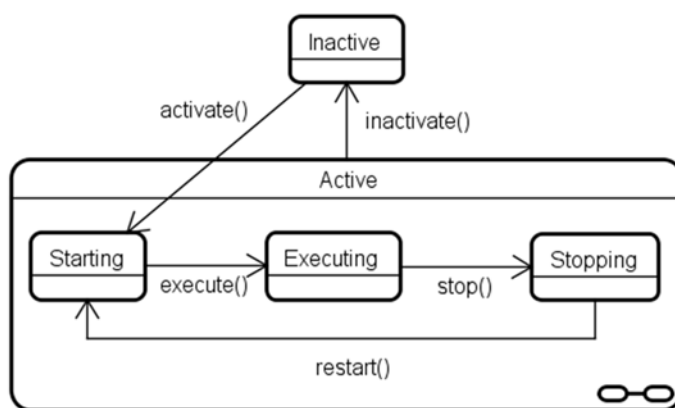 Inactive
activate()
inactivate()
Active
Starting
Executing
Stopping
execute()
stop()
restart()